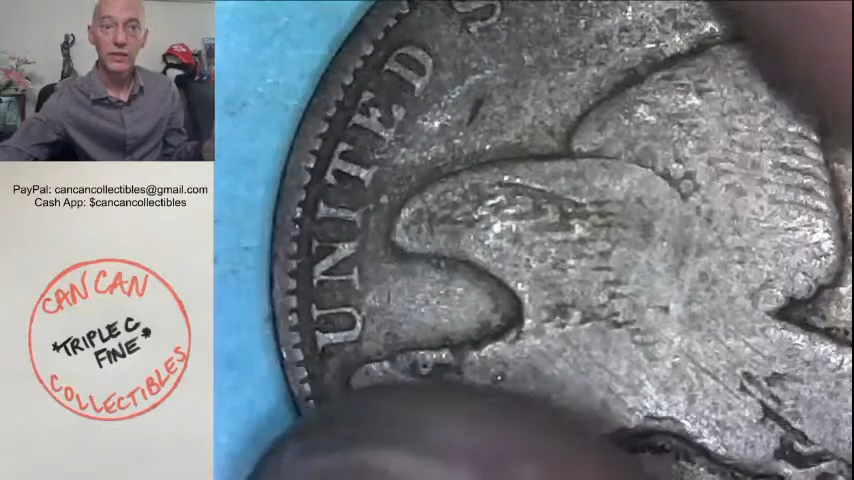 PayPal: cancancollectibles@gmail.com
Cash App: $cancancollectibles
CAN CAN
*TRIPLE C
FINE*
COLLECTIBLES
UNITED S